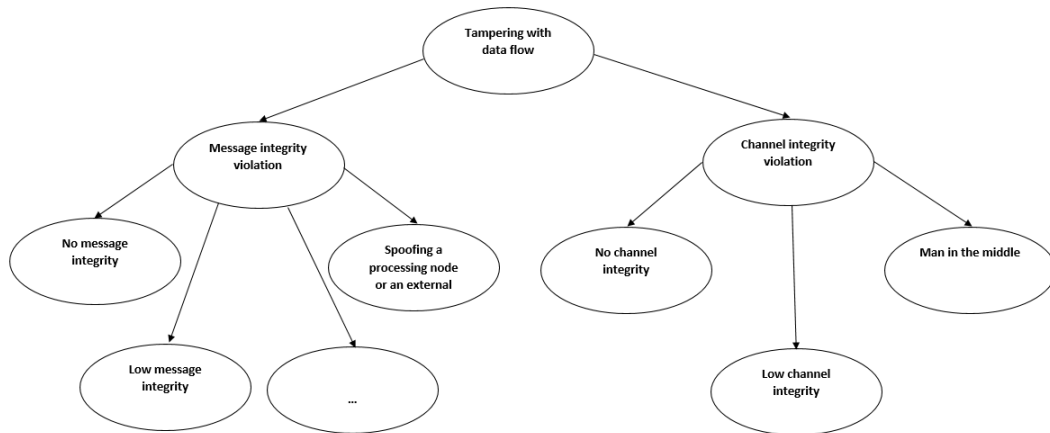 Tampering with
data flow
Message integrity
violation
Channel integrity
violation
No message
integrity
Spoofing a
processing node
or an external
No channel
integrity
Man in the middle
Low message
integrity
...
Low channel
integrity